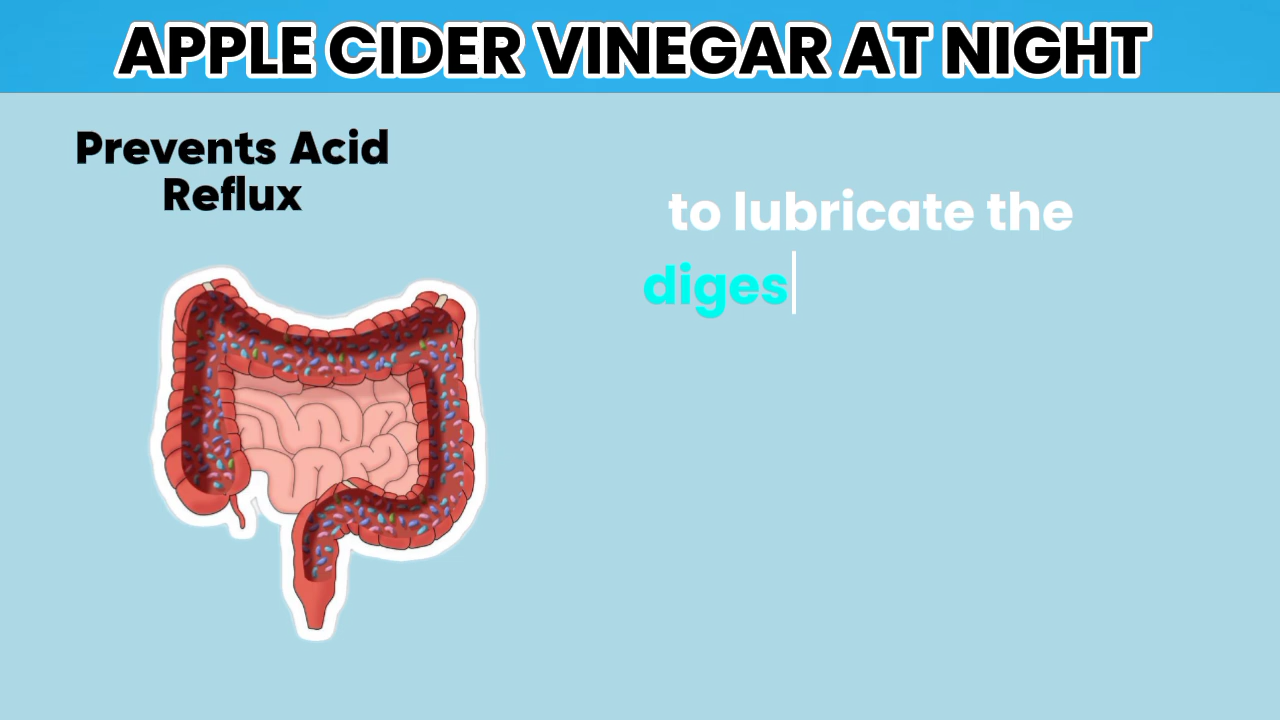 APPLE CIDER VINEGAR AT NIGHT
Prevents Acid
Reflux
to lubricate the
diges